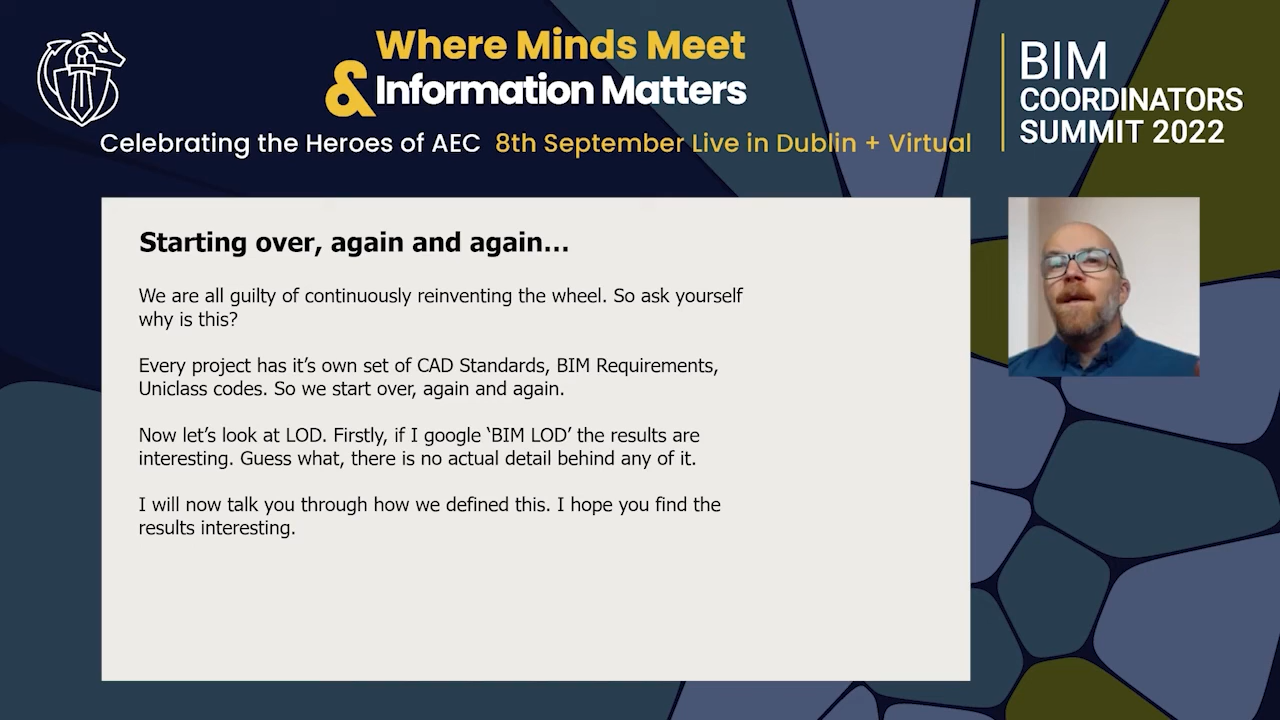 Where Minds Meet
& Information Matters
Celebrating the Heroes of AEC 8th September Live in Dublin + Virtual
BIM
COORDINATORS
SUMMIT 2022
Starting over, again and again...
We are all guilty of continuously reinventing the wheel. So ask yourself
why is this?
Every project has it's own set of CAD Standards, BIM Requirements,
Uniclass codes. So we start over, again and again.
Now let's look at LOD. Firstly, if I google 'BIM LOD' the results are
interesting. Guess what, there is no actual detail behind any of it.
I will now talk you through how we defined this. I hope you find the
results interesting.